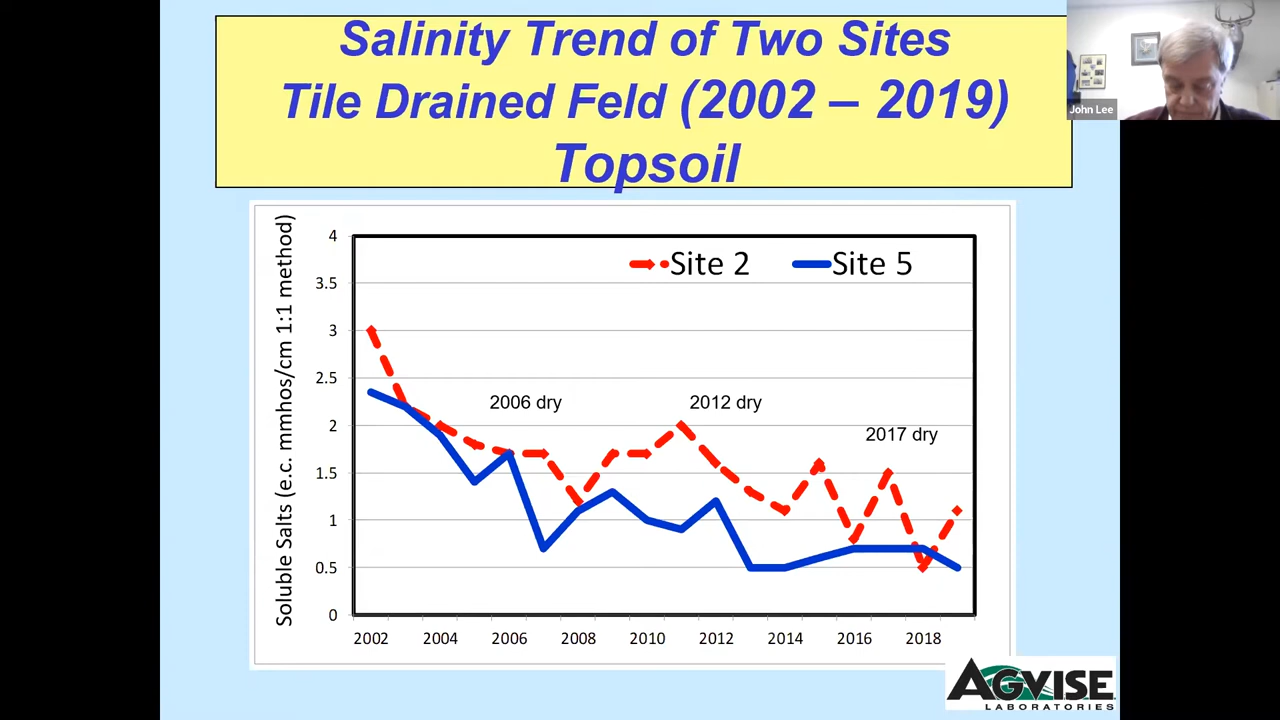 Salinity Trend of Two Sites
Tile Drained Feld (2002 – 2019)
Topsoil
John Lee
Soluble Salts (e.c. mmhos/cm 1:1 method)
4
3.5
3
2.5
2
1.5
1
0.5
0
Site 2
Site 5
2006 dry
2012 dry
2017 dry
2002
2004
2006
2008
2010
2012
2014
2016
2018
AGVISE
LABORATORIES